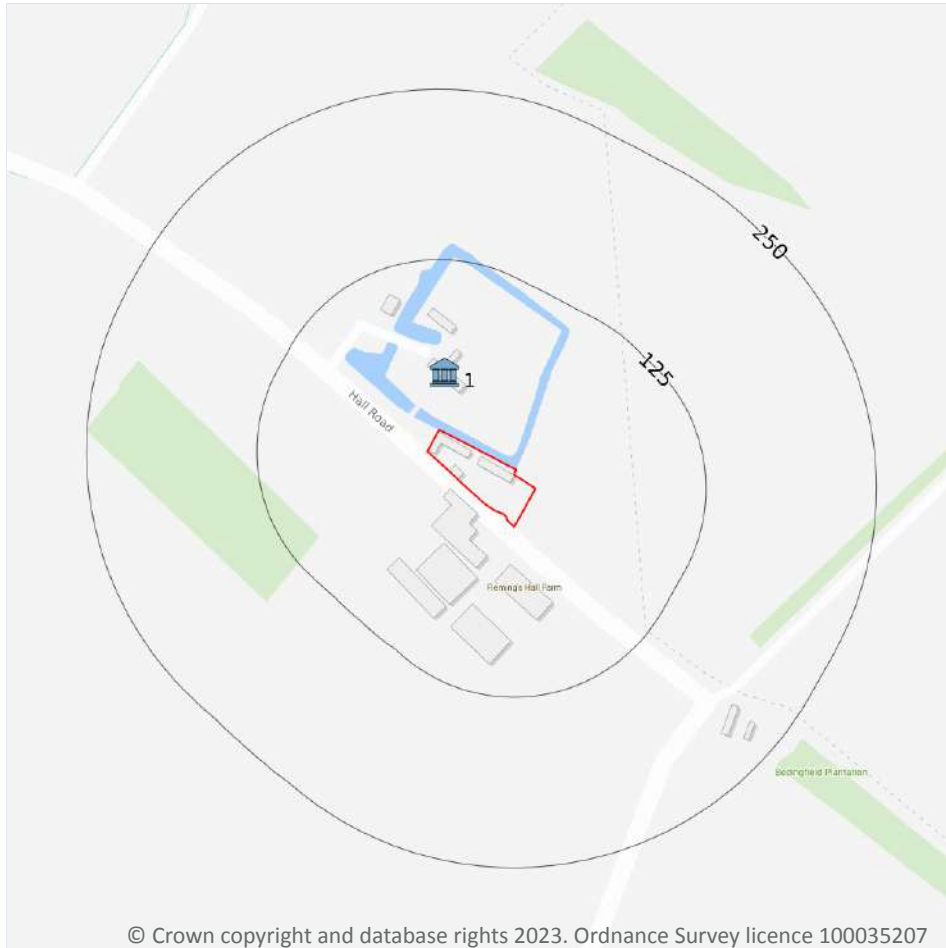 250
125
1
Hall Road
Fleming's Hall Farm
Bedingfield Plantation
© Crown copyright and database rights 2023. Ordnance Survey licence 100035207